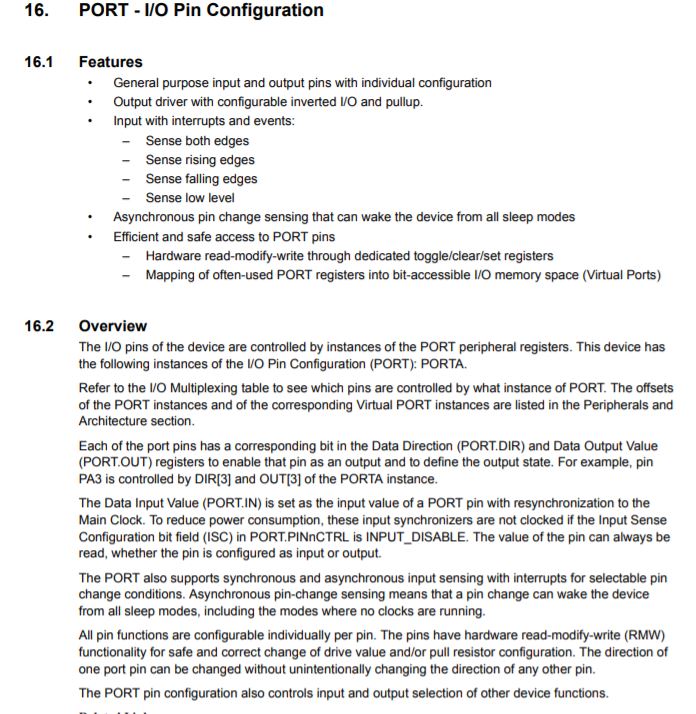 16. PORT - I/O Pin Configuration
16.1 Features
• General purpose input and output pins with individual configuration
• Output driver with configurable inverted I/O and pullup.
• Input with interrupts and events:
– Sense both edges
– Sense rising edges
– Sense falling edges
– Sense low level
• Asynchronous pin change sensing that can wake the device from all sleep modes
• Efficient and safe access to PORT pins
– Hardware read-modify-write through dedicated toggle/clear/set registers
– Mapping of often-used PORT registers into bit-accessible I/O memory space (Virtual Ports)
16.2 Overview
The I/O pins of the device are controlled by instances of the PORT peripheral registers. This device has
the following instances of the I/O Pin Configuration (PORT): PORTA.
Refer to the I/O Multiplexing table to see which pins are controlled by what instance of PORT. The offsets
of the PORT instances and of the corresponding Virtual PORT instances are listed in the Peripherals and
Architecture section.
Each of the port pins has a corresponding bit in the Data Direction (PORT.DIR) and Data Output Value
(PORT.OUT) registers to enable that pin as an output and to define the output state. For example, pin
PA3 is controlled by DIR[3] and OUT[3] of the PORTA instance.
The Data Input Value (PORT.IN) is set as the input value of a PORT pin with resynchronization to the
Main Clock. To reduce power consumption, these input synchronizers are not clocked if the Input Sense
Configuration bit field (ISC) in PORT.PINnCTRL is INPUT_DISABLE. The value of the pin can always be
read, whether the pin is configured as input or output.
The PORT also supports synchronous and asynchronous input sensing with interrupts for selectable pin
change conditions. Asynchronous pin-change sensing means that a pin change can wake the device
from all sleep modes, including the modes where no clocks are running.
All pin functions are configurable individually per pin. The pins have hardware read-modify-write (RMW)
functionality for safe and correct change of drive value and/or pull resistor configuration. The direction of
one port pin can be changed without unintentionally changing the direction of any other pin.
The PORT pin configuration also controls input and output selection of other device functions.